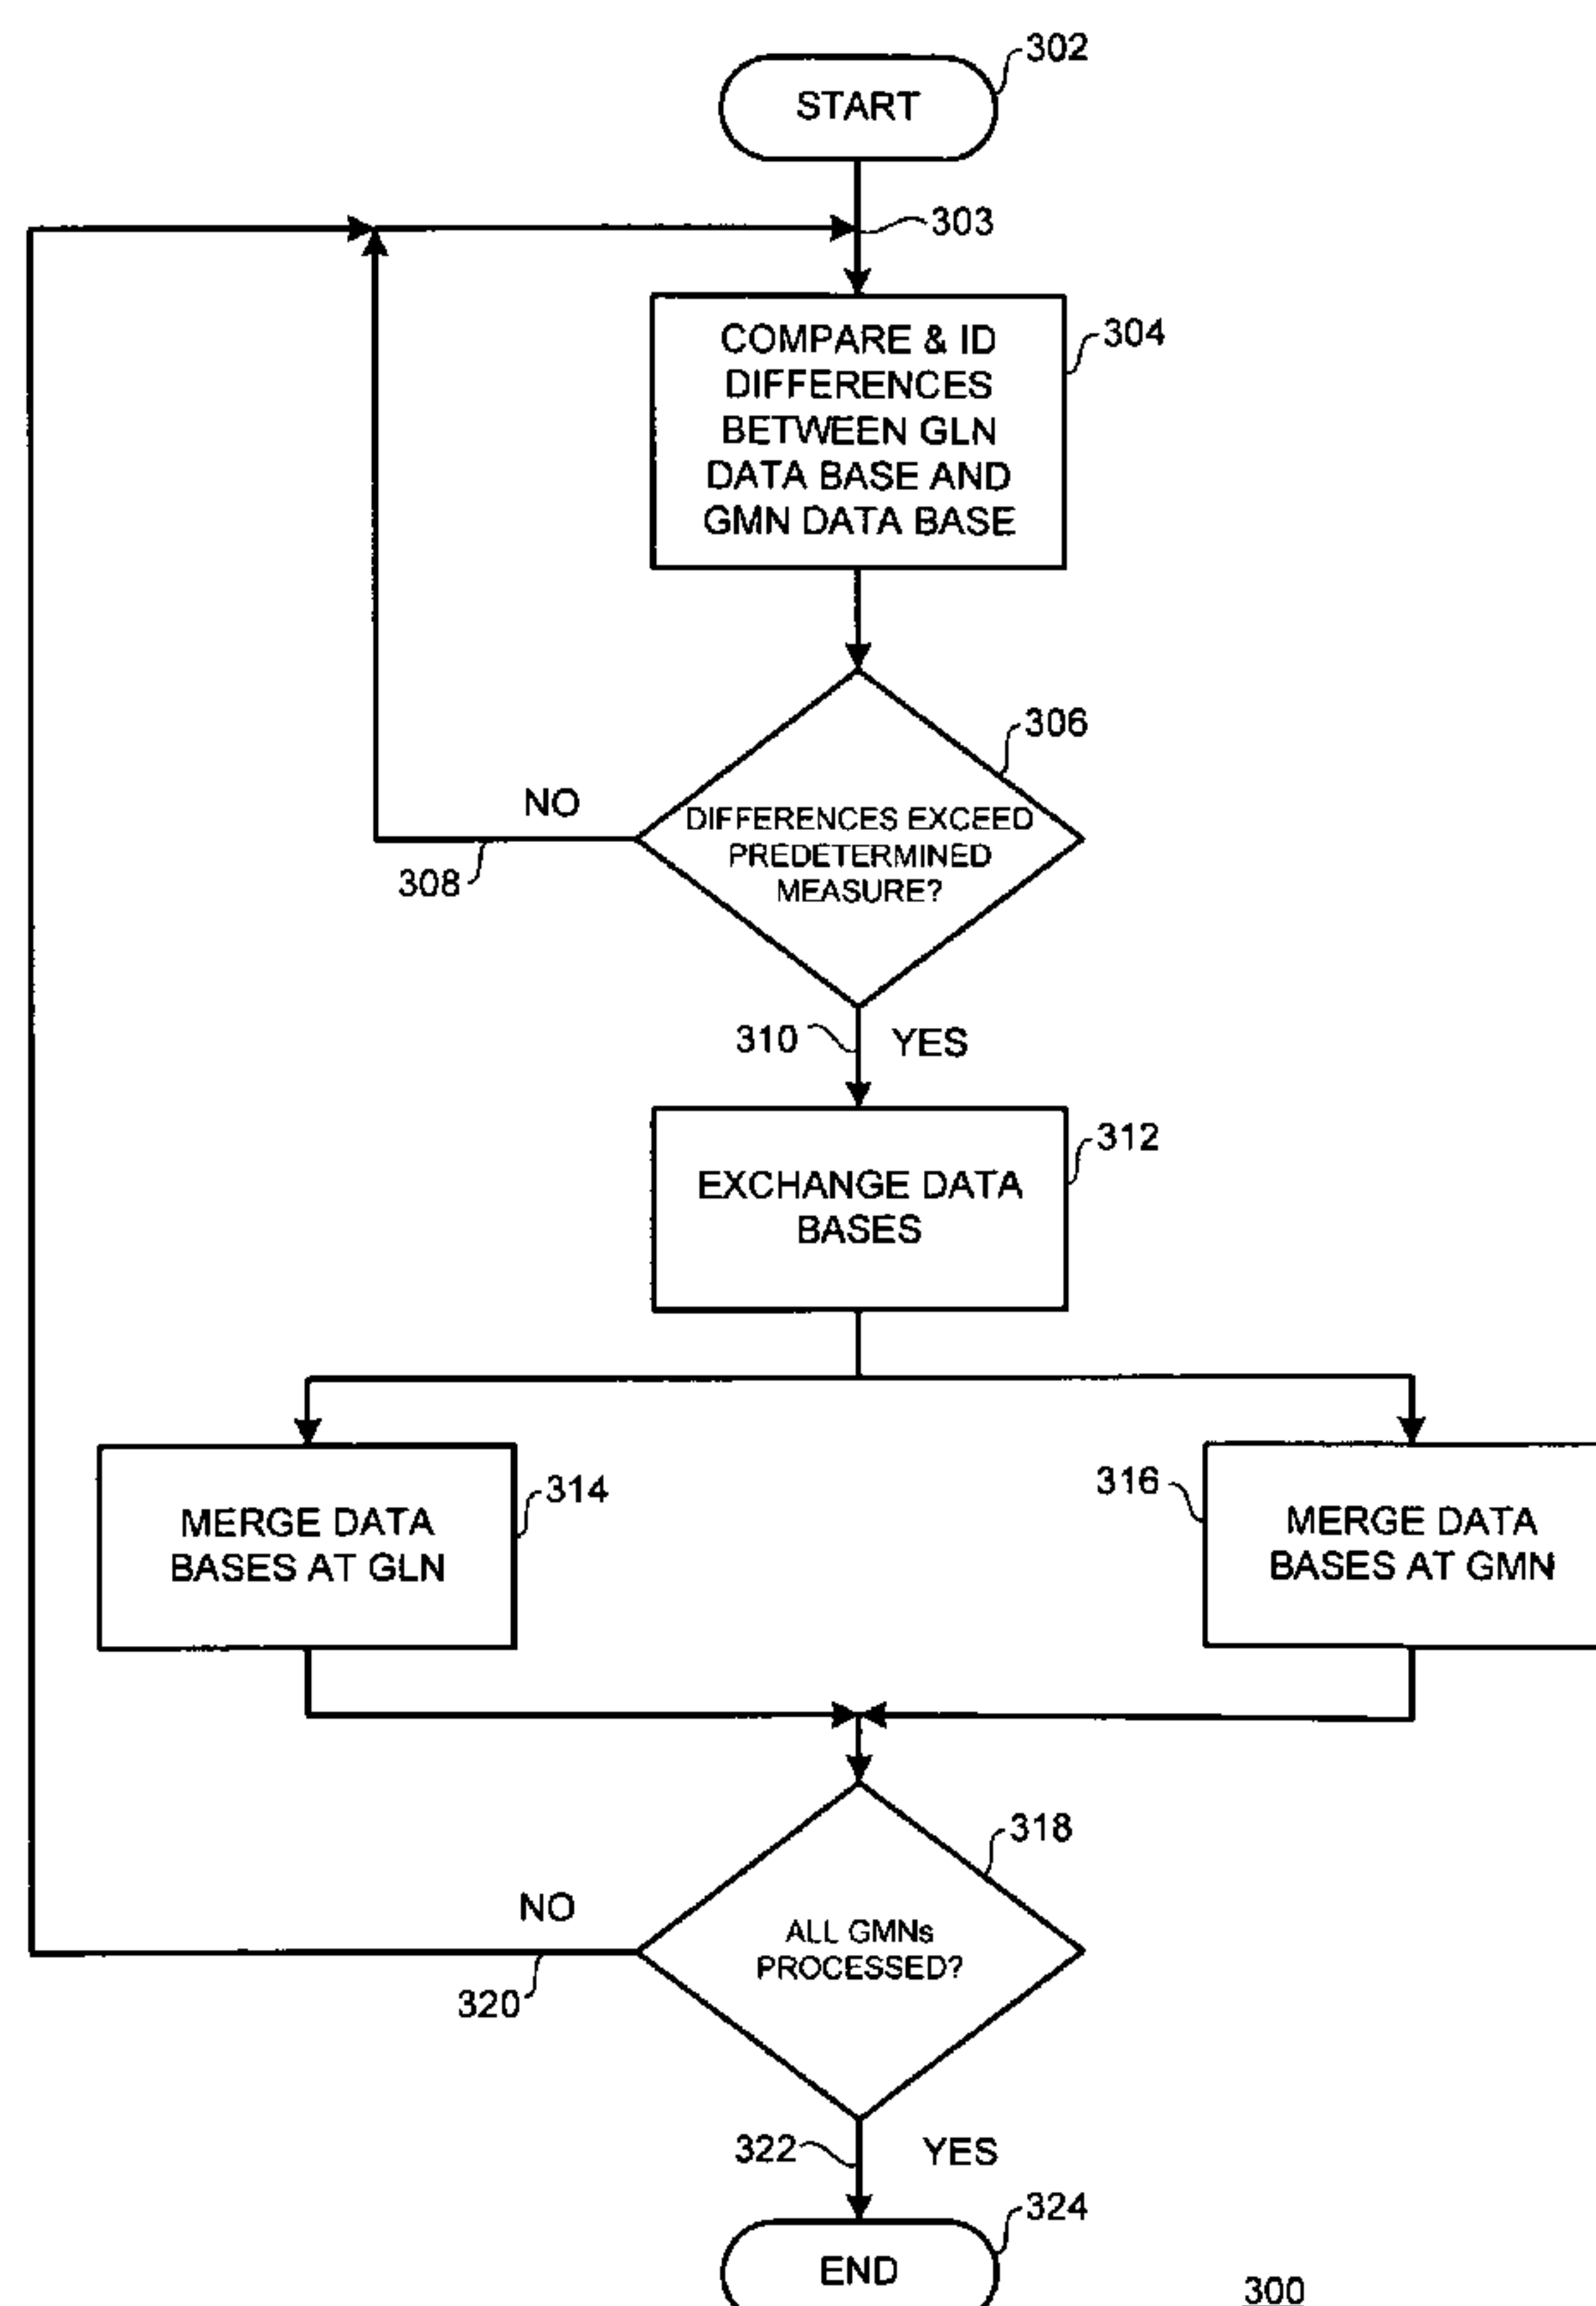 302
START
303
COMPARE & ID
DIFFERENCES
BETWEEN GLN
DATA BASE AND
GMN DATA BASE
304
306
NO
DIFFERENCES EXCEED
PREDETERMINED
MEASURE?
308
310
YES
312
EXCHANGE DATA
BASES
314
MERGE DATA
BASES AT GLN
316
MERGE DATA
BASES AT GMN
318
NO
ALL GMNs
PROCESSED?
320
322
YES
324
END
300